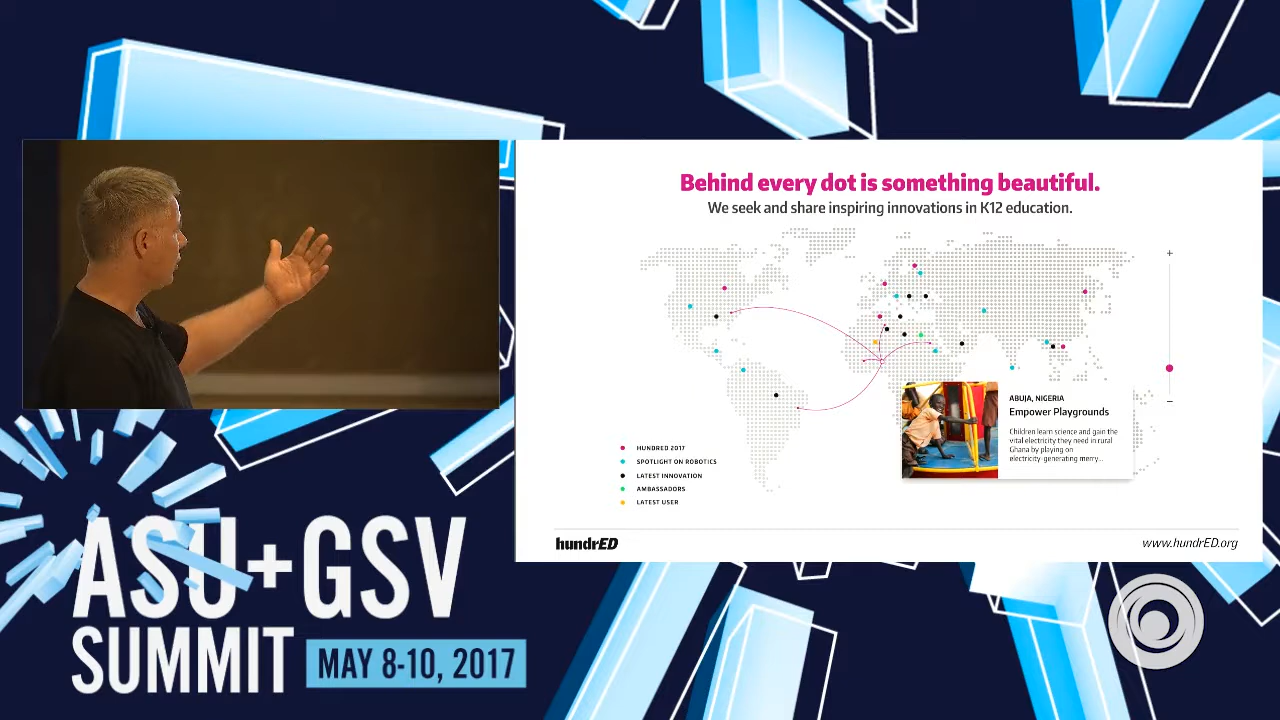 Behind every dot is something beautiful.
We seek and share inspiring innovations in K12 education.
+
−
ABUJA, NIGERIA
Empower Playgrounds
Children learn science and gain the
vital electricity they need in rural
Ghana by playing on
electricity-generating merry...
HUNDRED 2017
SPOTLIGHT ON ROBOTICS
LATEST INNOVATION
AMBASSADORS
LATEST USER
hundrED
www.hundrED.org
ASU+GSV
SUMMIT
MAY 8-10, 2017